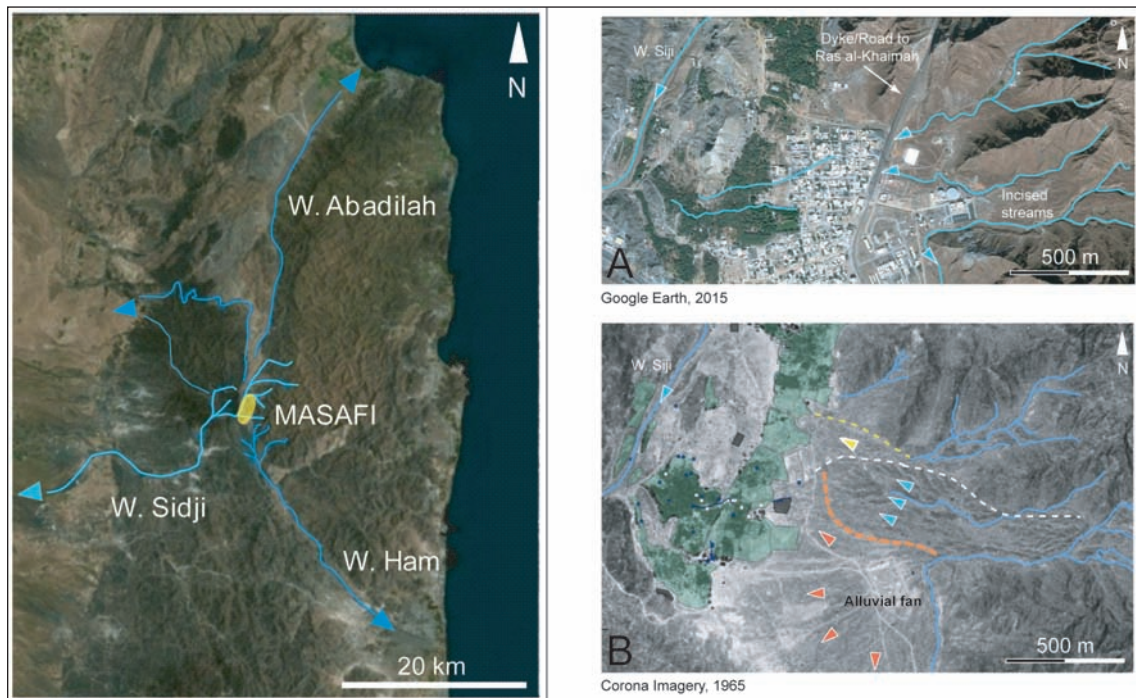 N
W. Abadilah
MASAFI
W. Sidji
W. Ham
20 km
W. Siji
Dyke/Road to
Ras al-Khaimah
N
Incised
streams
500 m
A
Google Earth, 2015
W. Siji
N
Alluvial fan
500 m
B
Corona Imagery, 1965